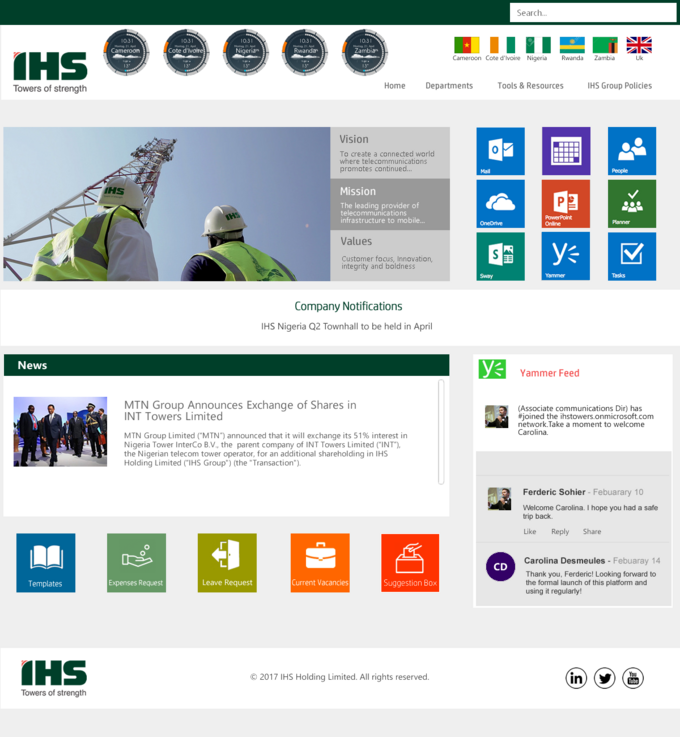 Search...
10:31
Cameroon
10:31
Cote d'Ivoire
10:31
Nigeria
10:31
Rwanda
10:31
Zambia
IHS
Towers of strength
Cameroon Cote d'Ivoire Nigeria Rwanda Zambia Uk
Home Departments Tools & Resources IHS Group Policies
Vision
To create a connected world
where telecommunications
promotes continued...
Mission
The leading provider of
telecommunications
infrastructure to mobile...
Values
Customer focus, Innovation,
integrity and boldness
IHS
IHS
Mail
People
OneDrive
PowerPoint
Online
Planner
Sway
Yammer
Tasks
Company Notifications
IHS Nigeria Q2 Townhall to be held in April
News
MTN Group Announces Exchange of Shares in
INT Towers Limited
MTN Group Limited ("MTN") announced that it will exchange its 51% interest in
Nigeria Tower InterCo B.V., the parent company of INT Towers Limited ("INT"),
the Nigerian telecom tower operator, for an additional shareholding in IHS
Holding Limited ("IHS Group") (the "Transaction").
Yammer Feed
(Associate communications Dir) has
#joined the ihstowers.onmicrosoft.com
network.Take a moment to welcome
Carolina.
Ferderic Sohier - Febuarary 10
Welcome Carolina. I hope you had a safe
trip back.
Like Reply Share
CD
Carolina Desmeules - Febuaray 14
Thank you, Ferderic! Looking forward to
the formal launch of this platform and
using it regularly!
Templates
Expenses Request
Leave Request
Current Vacancies
Suggestion Box
IHS
Towers of strength
© 2017 IHS Holding Limited. All rights reserved.
in
You
Tube